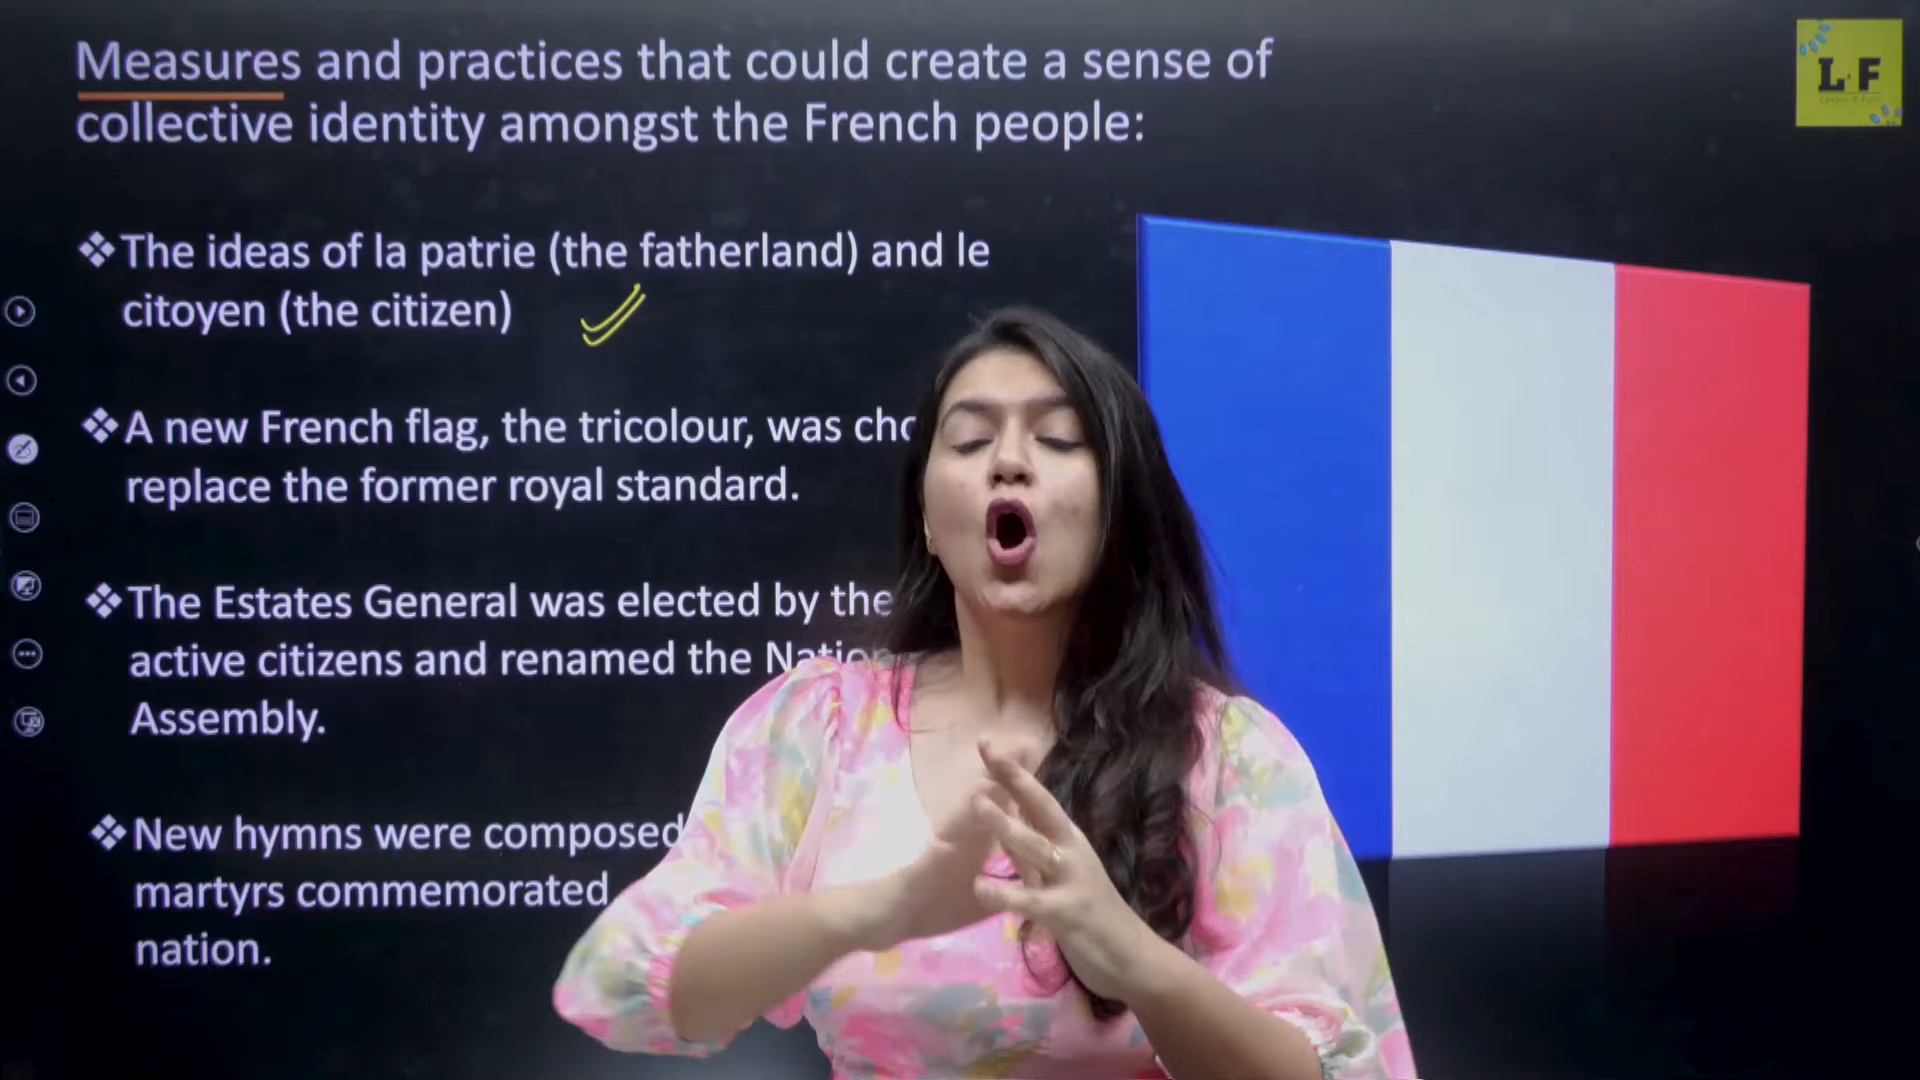 Measures and practices that could create a sense of
collective identity amongst the French people:
❖The ideas of la patrie (the fatherland) and le
citoyen (the citizen)
❖A new French flag, the tricolour, was
replace the former royal standard.
❖The Estates General was elected by the
active citizens and renamed the
Assembly.
❖New hymns were composed
martyrs commemorated
nation.
L&F
Learn & Fun